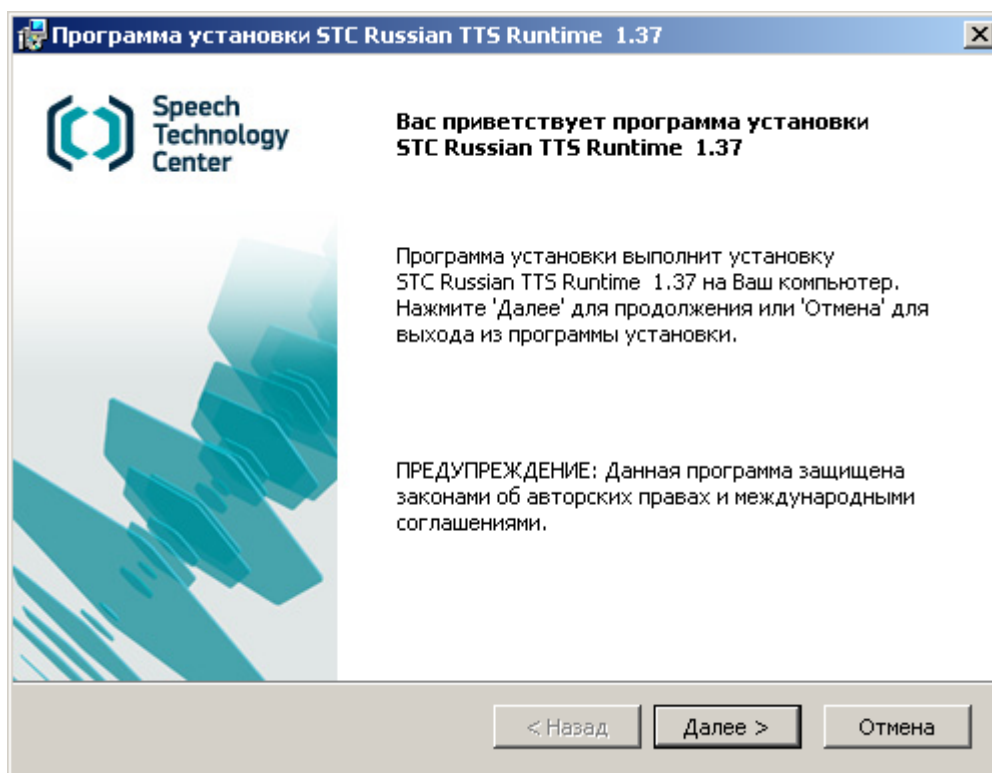 Программа установки STC Russian TTS Runtime 1.37
Speech
Technology
Center
Вас приветствует программа установки
STC Russian TTS Runtime 1.37
Программа установки выполнит установку
STC Russian TTS Runtime 1.37 на Ваш компьютер.
Нажмите 'Далее' для продолжения или 'Отмена' для
выхода из программы установки.
ПРЕДУПРЕЖДЕНИЕ: Данная программа защищена
законами об авторских правах и международными
соглашениями.
< Назад
Далее >
Отмена